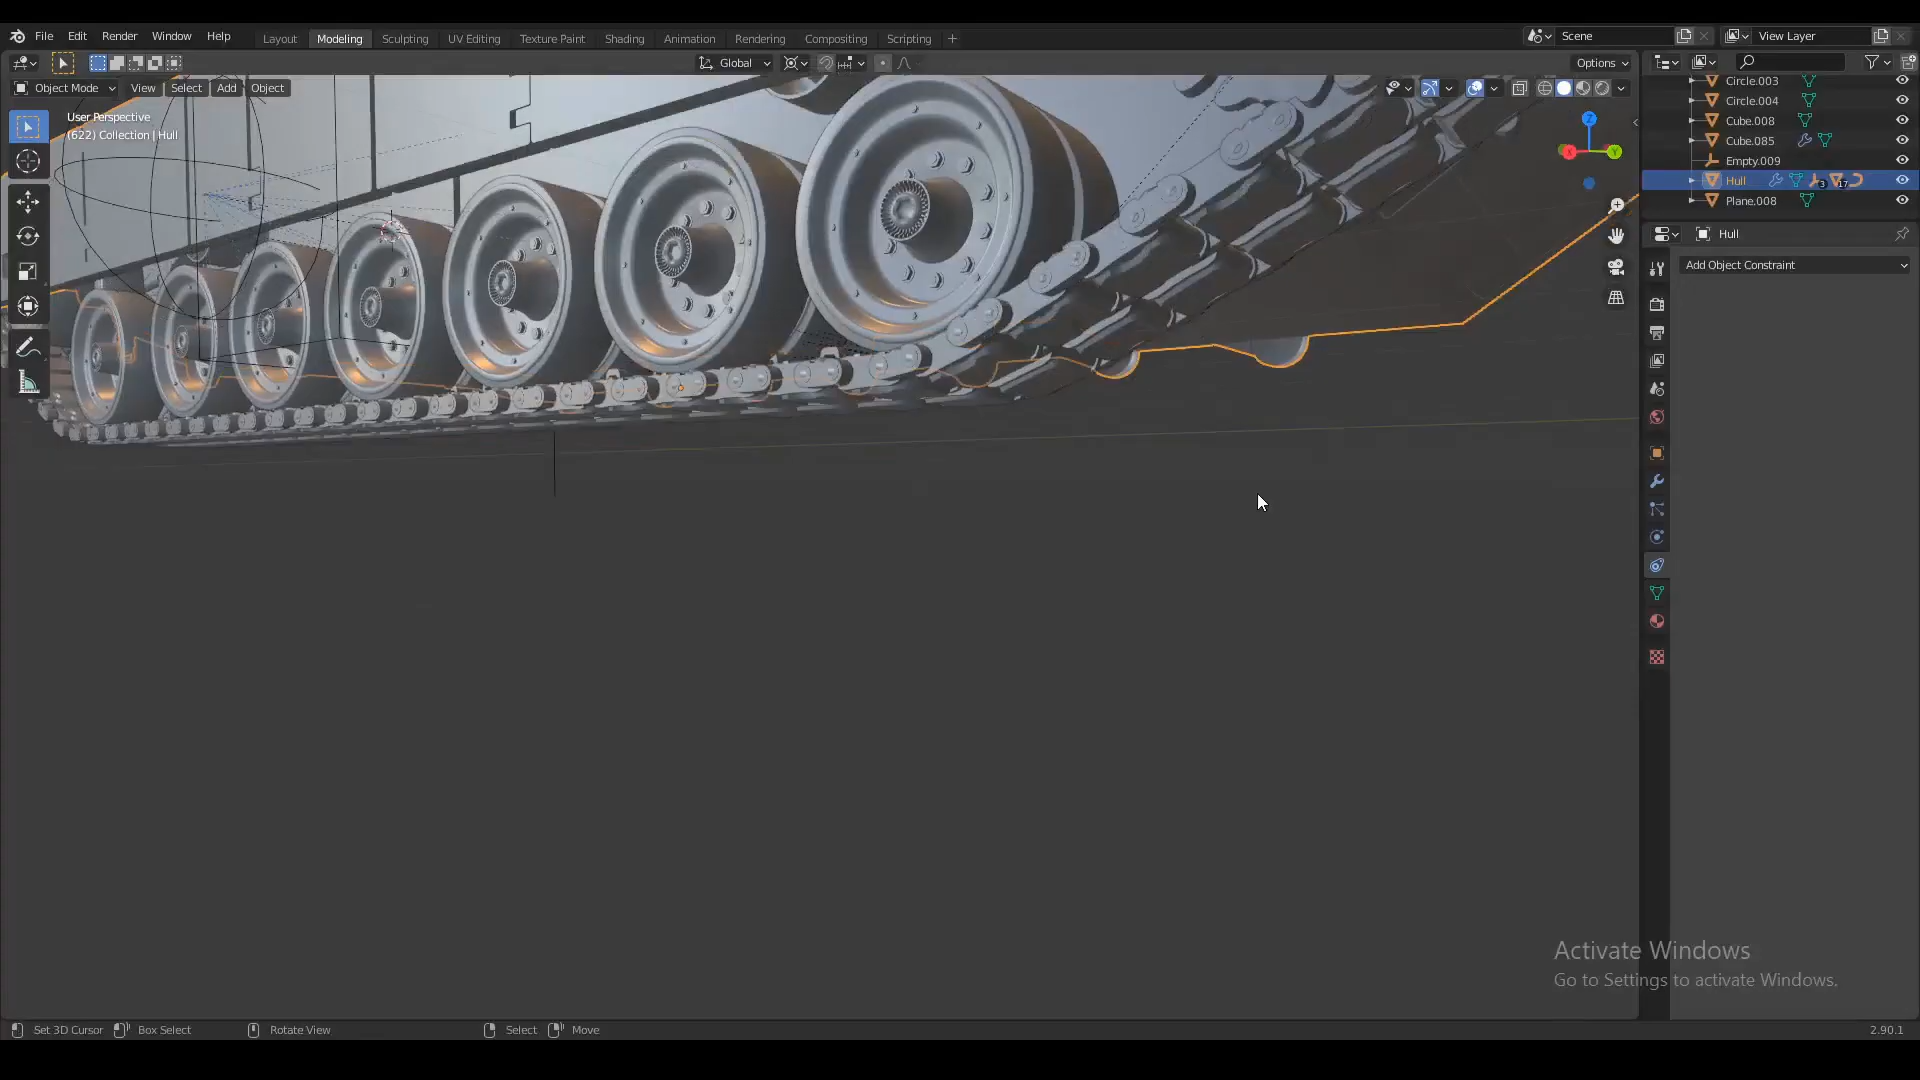 File Edit Render Window Help
Layout Modeling Sculpting UV Editing Texture Paint Shading Animation Rendering Compositing Scripting +
Scene
View Layer
Global
Options
Object Mode View Select Add Object
User Perspective
(622) Collection | Hull
Z
X
Y
Circle.003
Circle.004
Cube.008
Cube.085
Empty.009
Hull 3 17
Plane.008
Hull
Add Object Constraint
Activate Windows
Go to Settings to activate Windows.
Set 3D Cursor Box Select Rotate View Select Move
2.90.1